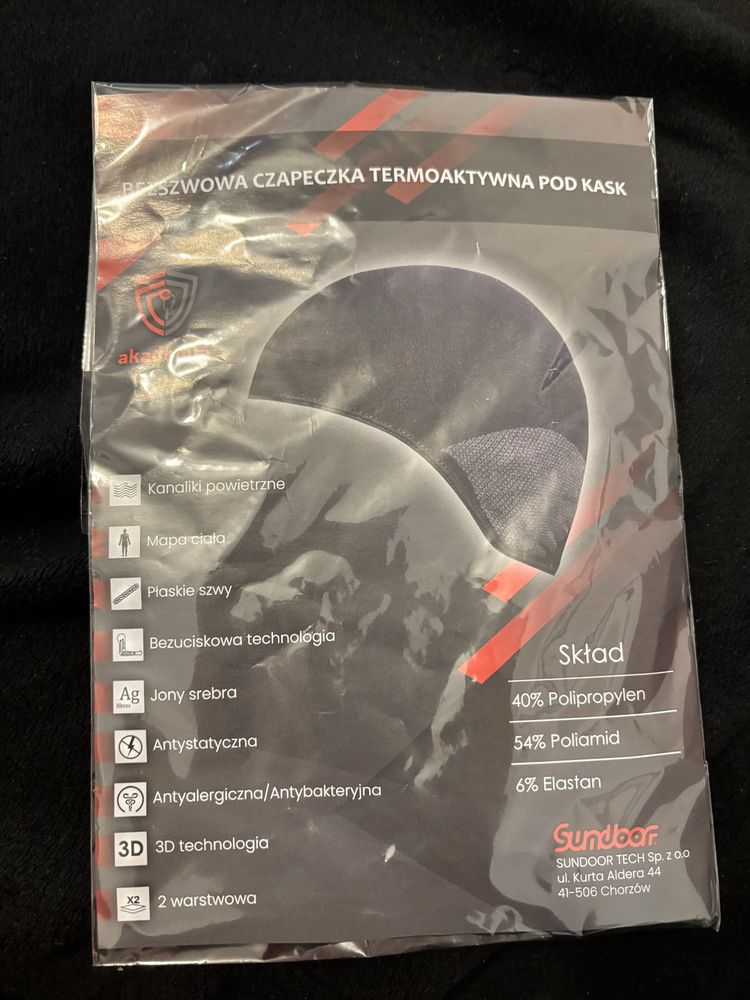 BEZSZWOWA CZAPECZKA TERMOAKTYWNA POD KASK
Kanaliki powietrzne
Mapa ciała
Płaskie szwy
Bezuciskowa technologia
Ag
fibres
Jony srebra
Antystatyczna
Antyalergiczna/Antybakteryjna
3D
3D technologia
X2
2 warstwowa
Skład
40% Polipropylen
54% Poliamid
6% Elastan
Sundoor
SUNDOOR TECH Sp. z o.o
ul. Kurta Aldera 44
41-506 Chorzów